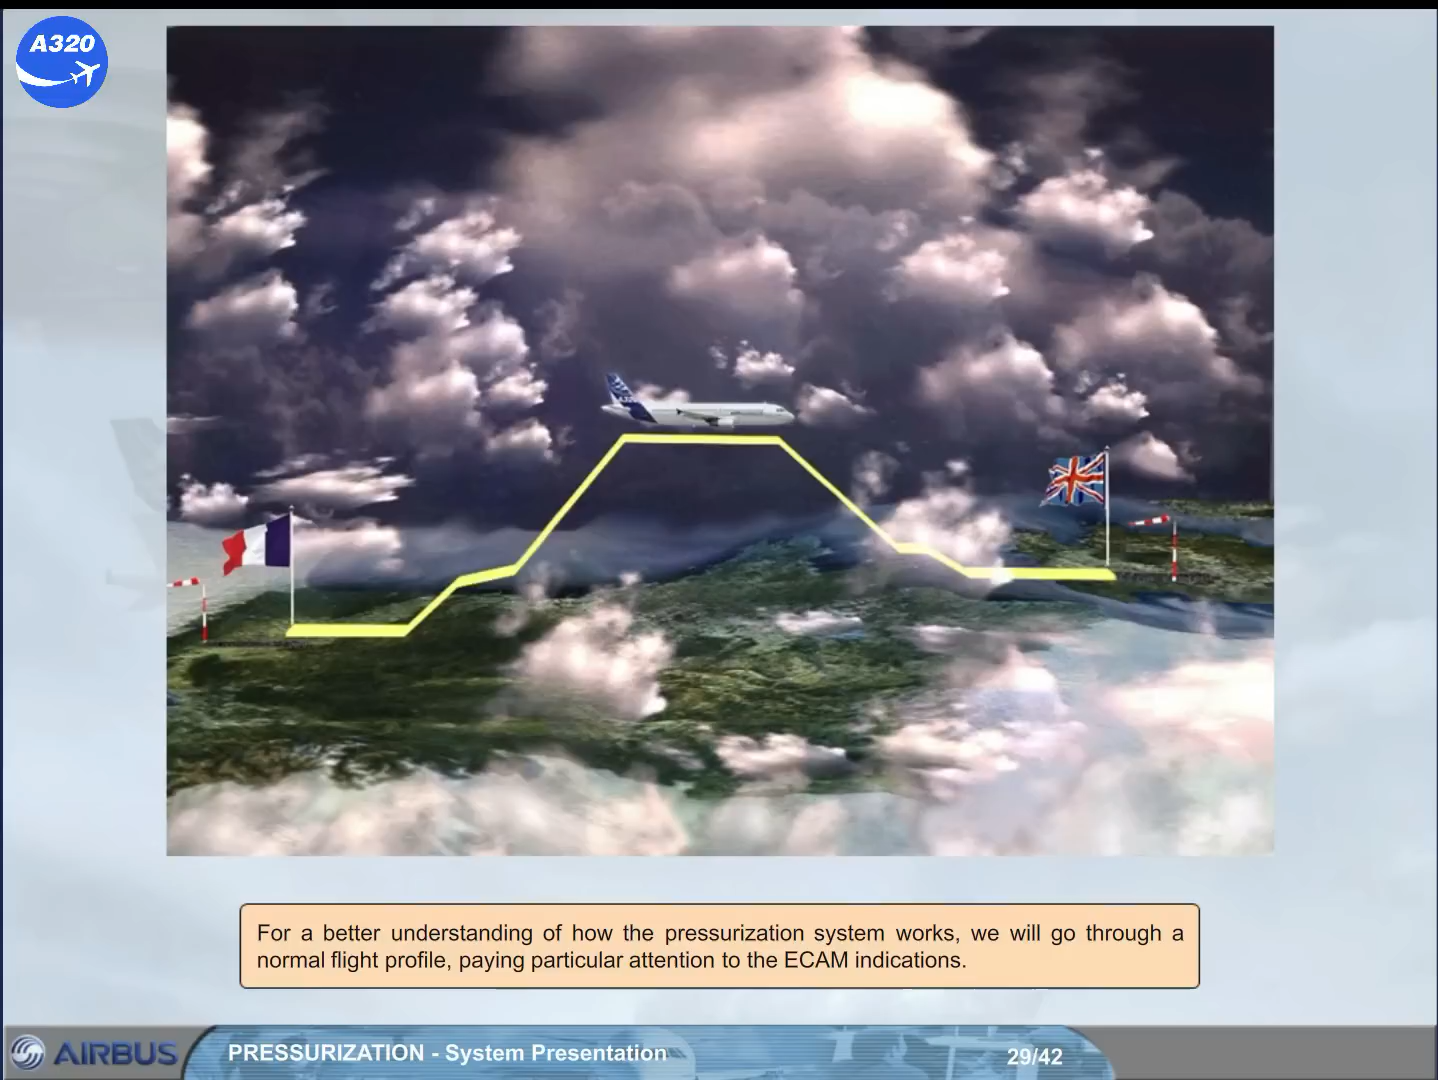 A320
A320
For a better understanding of how the pressurization system works, we will go through a
normal flight profile, paying particular attention to the ECAM indications.
AIRBUS
PRESSURIZATION - System Presentation
29/42